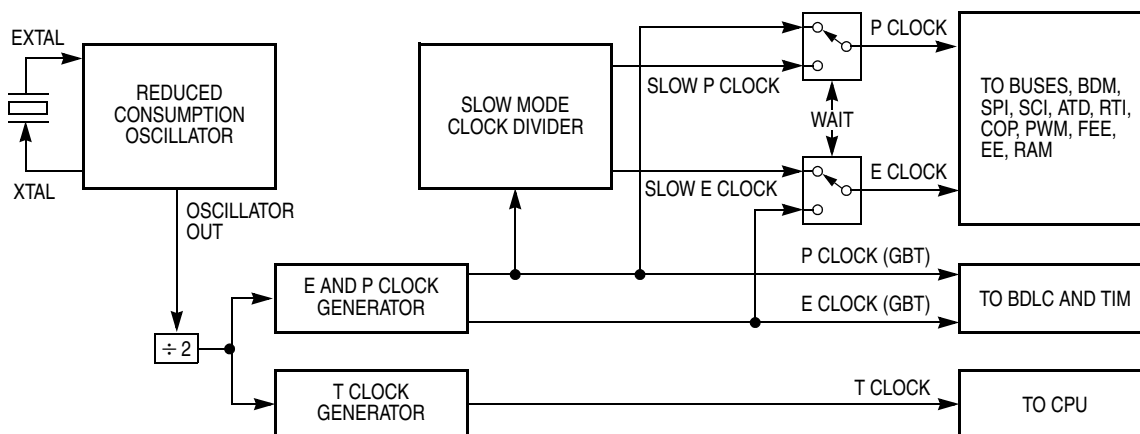 EXTAL
REDUCED
CONSUMPTION
OSCILLATOR
XTAL
OSCILLATOR
OUT
÷ 2
SLOW MODE
CLOCK DIVIDER
SLOW P CLOCK
SLOW E CLOCK
WAIT
P CLOCK
E CLOCK
TO BUSES, BDM,
SPI, SCI, ATD, RTI,
COP, PWM, FEE,
EE, RAM
E AND P CLOCK
GENERATOR
P CLOCK (GBT)
E CLOCK (GBT)
TO BDLC AND TIM
T CLOCK
GENERATOR
T CLOCK
TO CPU